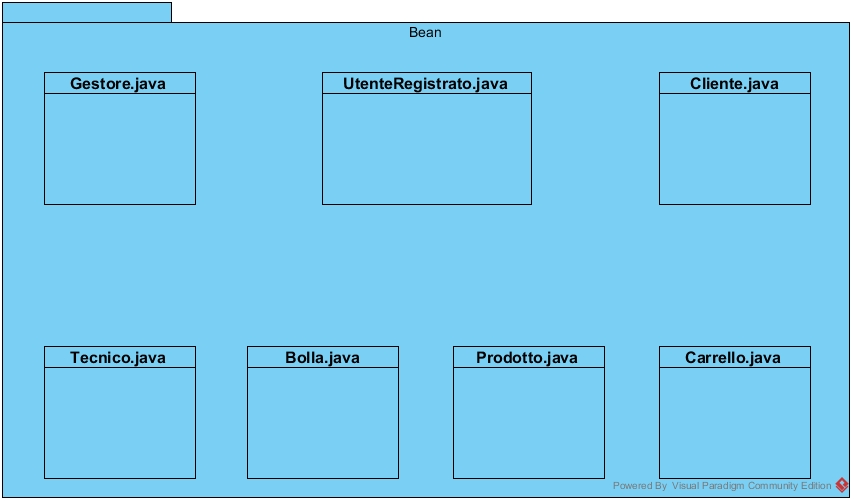 Bean
Gestore.java
UtenteRegistrato.java
Cliente.java
Tecnico.java
Bolla.java
Prodotto.java
Carrello.java
Powered By Visual Paradigm Community Edition